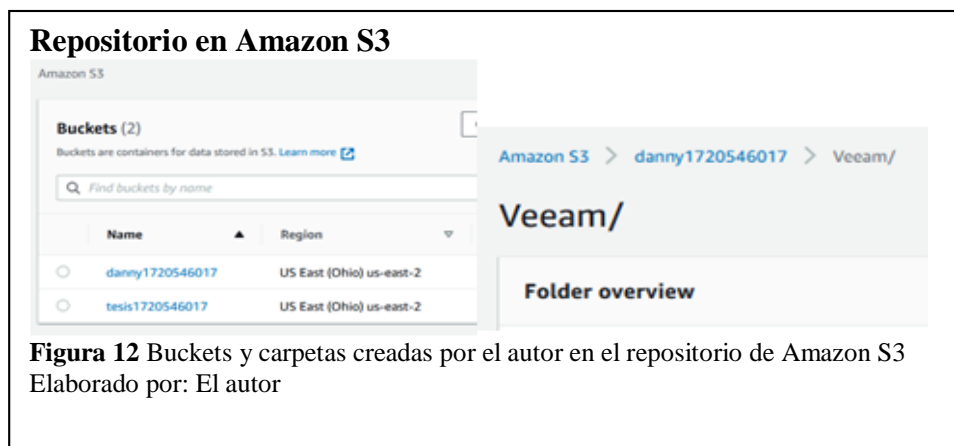 Repositorio en Amazon S3
Amazon S3
Buckets (2)
Buckets are containers for data stored in S3. Learn more
Find buckets by name
Name Region
danny1720546017 US East (Ohio) us-east-2
tesis1720546017 US East (Ohio) us-east-2
Amazon S3 > danny1720546017 > Veeam/
Veeam/
Folder overview
Figura 12 Buckets y carpetas creadas por el autor en el repositorio de Amazon S3
Elaborado por: El autor